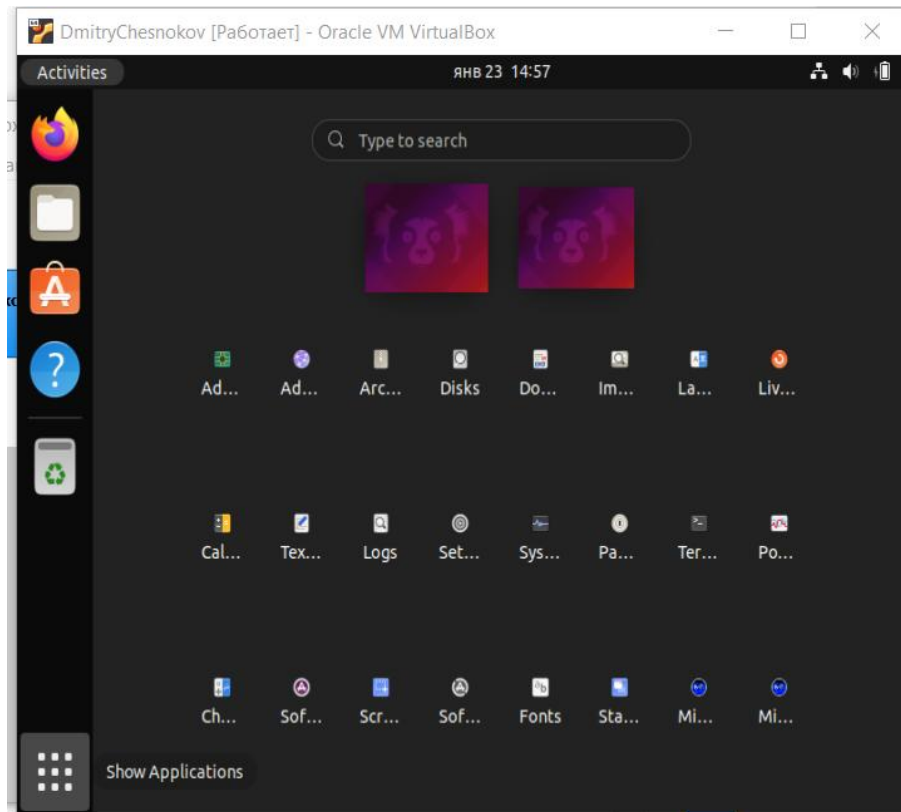 DmitryChesnokov [Работает] - Oracle VM VirtualBox
Activities янв 23 14:57
Type to search
Ad... Ad... Arc... Disks Do... Im... La... Liv...
Cal... Tex... Logs Set... Sys... Pa... Ter... Po...
Ch... Sof... Scr... Sof... Fonts Sta... Mi... Mi...
Show Applications